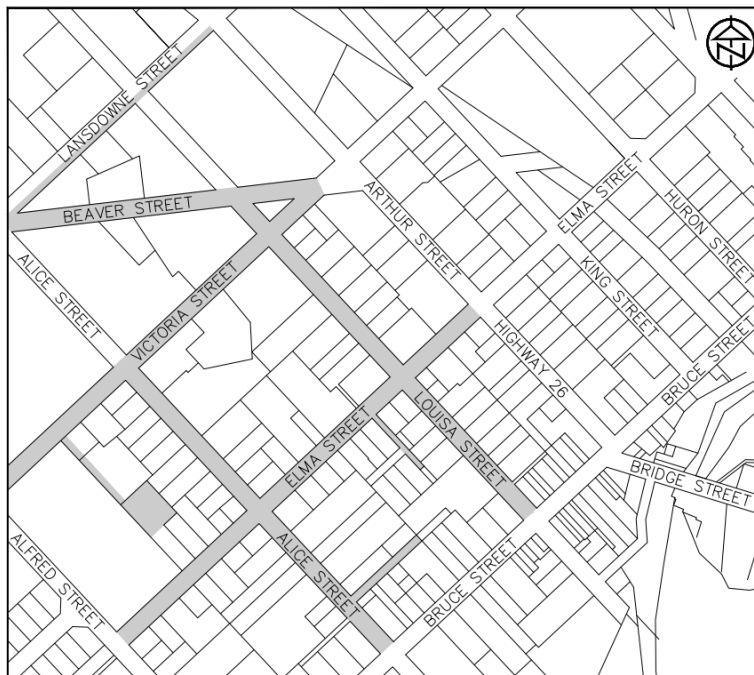 LANSDOWNE STREET
N
BEAVER STREET
ALICE STREET
VICTORIA STREET
ARTHUR STREET
ELMA STREET
HURON STREET
KING STREET
HIGHWAY 26
BRUCE STREET
LOUISA STREET
ELMA STREET
BRIDGE STREET
ALFRED STREET
ALICE STREET
BRUCE STREET